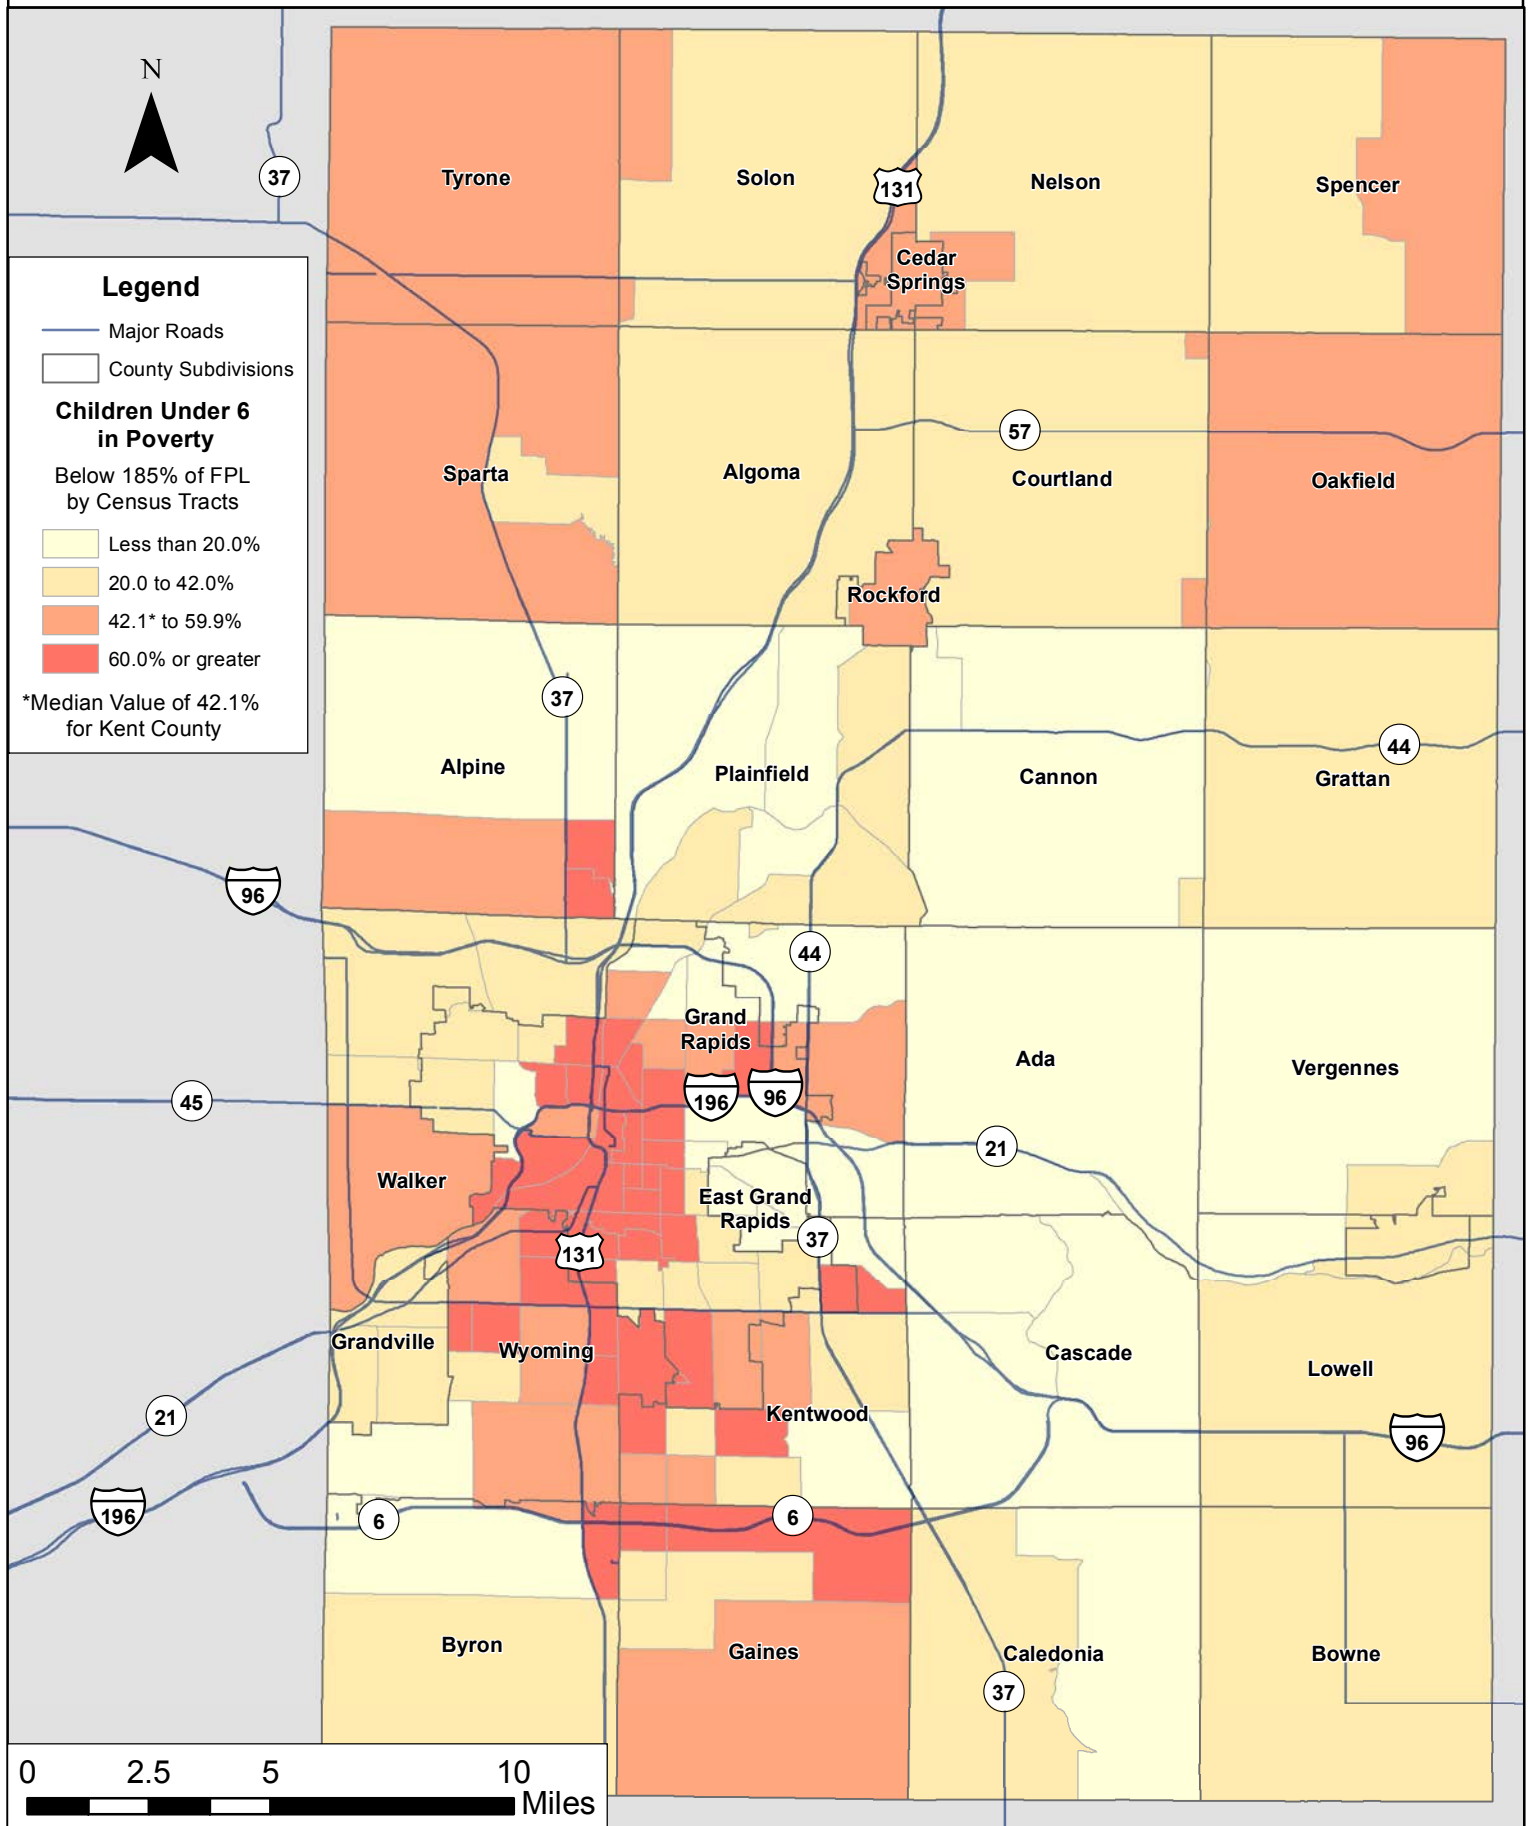 N
37
Tyrone
Solon
131
Nelson
Spencer
Cedar
Springs
Legend
Major Roads
County Subdivisions
Children Under 6
in Poverty
Below 185% of FPL
by Census Tracts
Less than 20.0%
20.0 to 42.0%
42.1* to 59.9%
60.0% or greater
*Median Value of 42.1%
for Kent County
57
Sparta
Algoma
Courtland
Oakfield
Rockford
37
44
Alpine
Plainfield
Cannon
Grattan
96
44
Grand
Rapids
Ada
Vergennes
45
196
96
21
Walker
East Grand
Rapids
37
131
Grandville
Wyoming
Cascade
Lowell
21
Kentwood
96
196
6
6
Byron
Gaines
Caledonia
Bowne
37
0 2.5 5 10
Miles